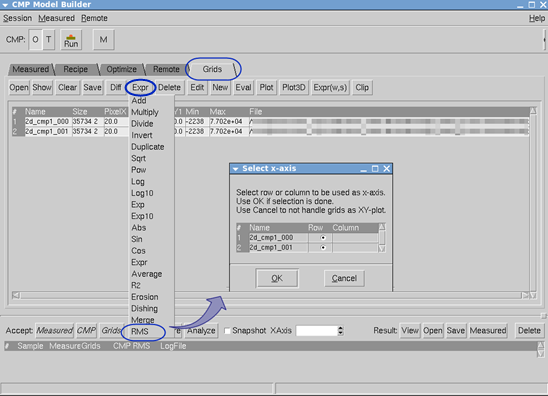 CMP Model Builder
Session Measured Remote Help
CMP: O T Run M
Measured Recipe Optimize Remote Grids
Open Show Clear Save Diff Expr Delete Edit New Eval Plot Plot3D Expr(w,s) Clip
Add
# Name Size PixelX Y1 Min Max File
Multiply
1 2d_cmp1_000 35734 2 20.0 0.0 -2238 7.702e+04 /
Divide
2 2d_cmp1_001 35734 2 20.0 20.0 -2238 7.702e+04 /
Invert
Duplicate
Sqrt
Pow
Log
Log10
Exp
Exp10
Abs
Sin
Cos
Expr
Average
R2
Erosion
Dishing
Merge
RMS
Select x-axis
Select row or column to be used as x-axis.
Use OK if selection is done.
Use Cancel to not handle grids as XY-plot.
# Name Row Column
1 2d_cmp1_000
2 2d_cmp1_001
OK Cancel
Accept: Measured CMP Grids Analyze Snapshot XAxis Result: View Open Save Measured Delete
# Sample MeasureGrids CMP RMS LogFile